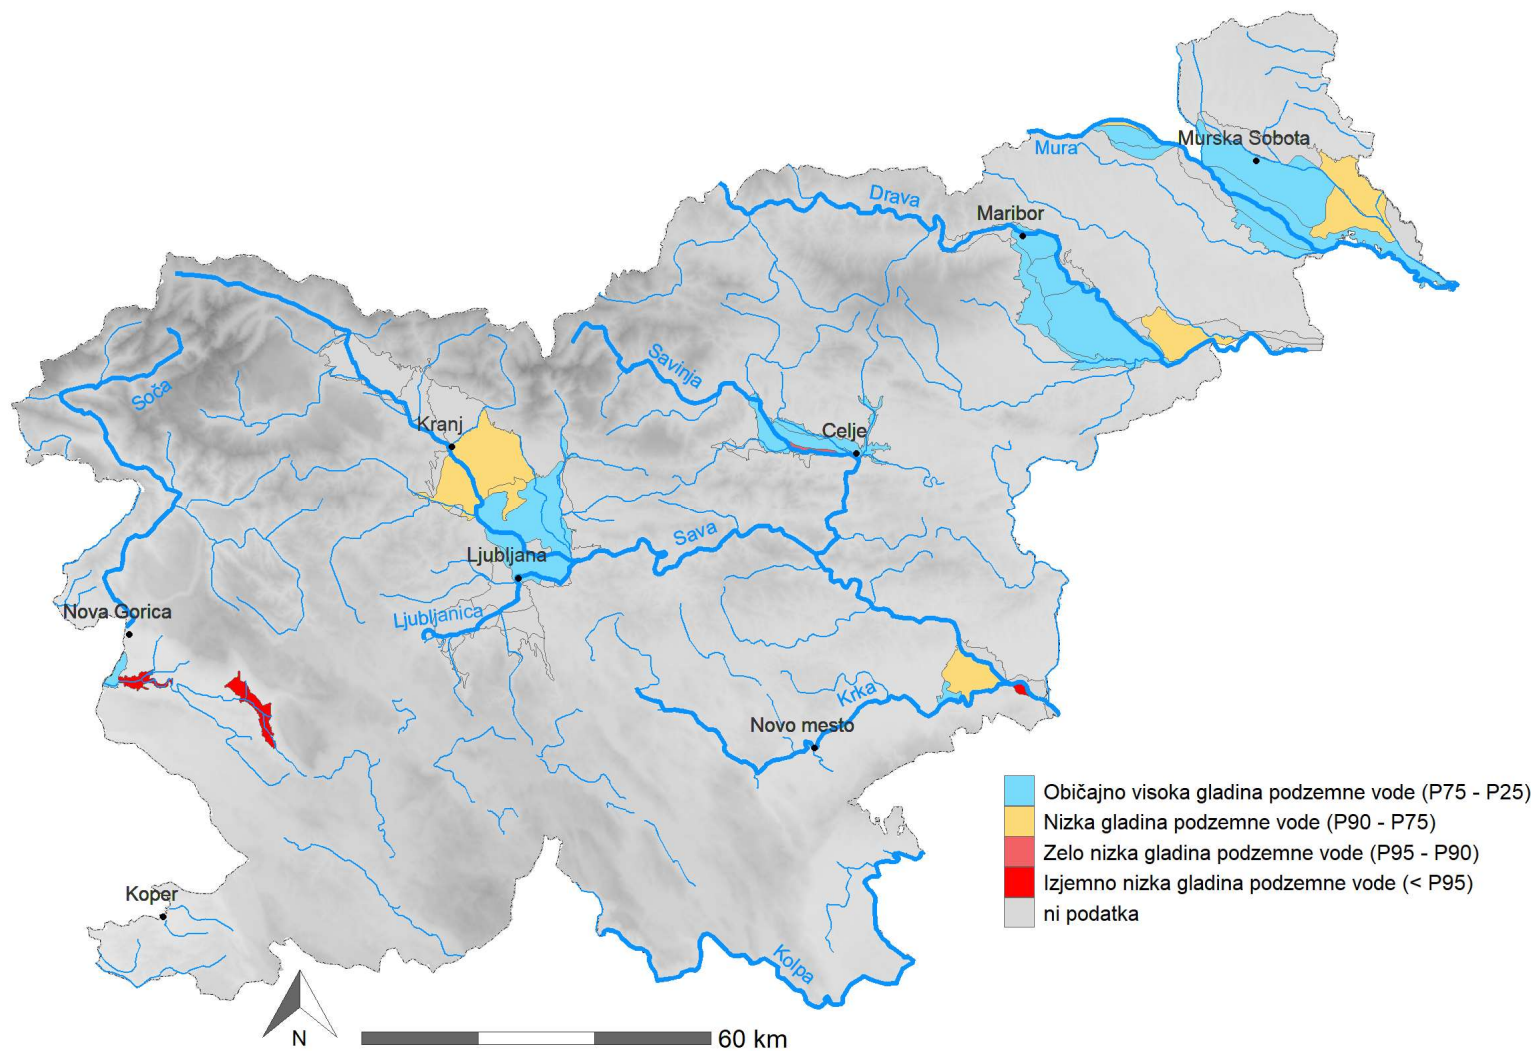 Mura
Murska Sobota
Drava
Maribor
Soča
Savinja
Kranj
Celje
Sava
Ljubljana
Nova Gorica
Ljubljanica
Krka
Novo mesto
Običajno visoka gladina podzemne vode (P75 - P25)
Nizka gladina podzemne vode (P90 - P75)
Zelo nizka gladina podzemne vode (P95 - P90)
Izjemno nizka gladina podzemne vode (< P95)
ni podatka
Koper
Kolpa
N
60 km